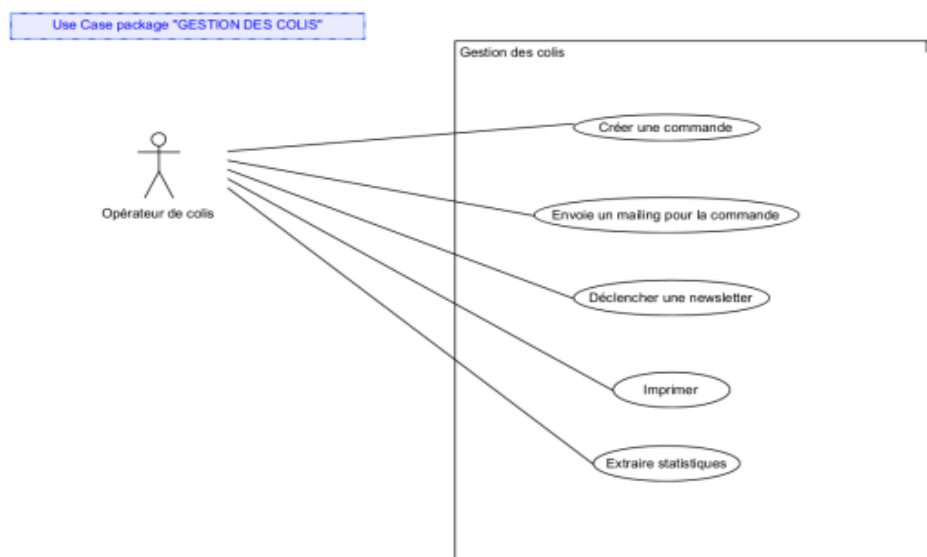 Use Case package "GESTION DES COLIS"
Gestion des colis
Créer une commande
Opérateur de colis
Envoie un mailing pour la commande
Déclencher une newsletter
Imprimer
Extraire statistiques